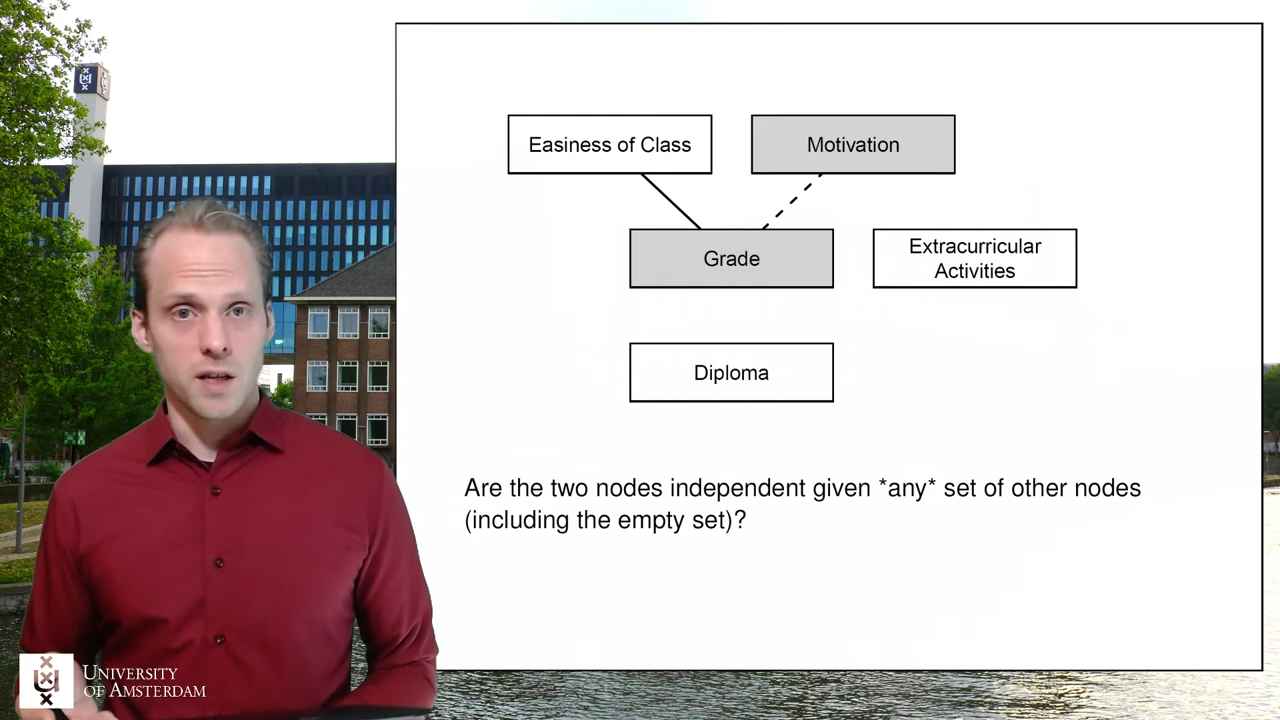 Easiness of Class
Motivation
Grade
Extracurricular
Activities
Diploma
Are the two nodes independent given *any* set of other nodes
(including the empty set)?
UNIVERSITY
OF AMSTERDAM